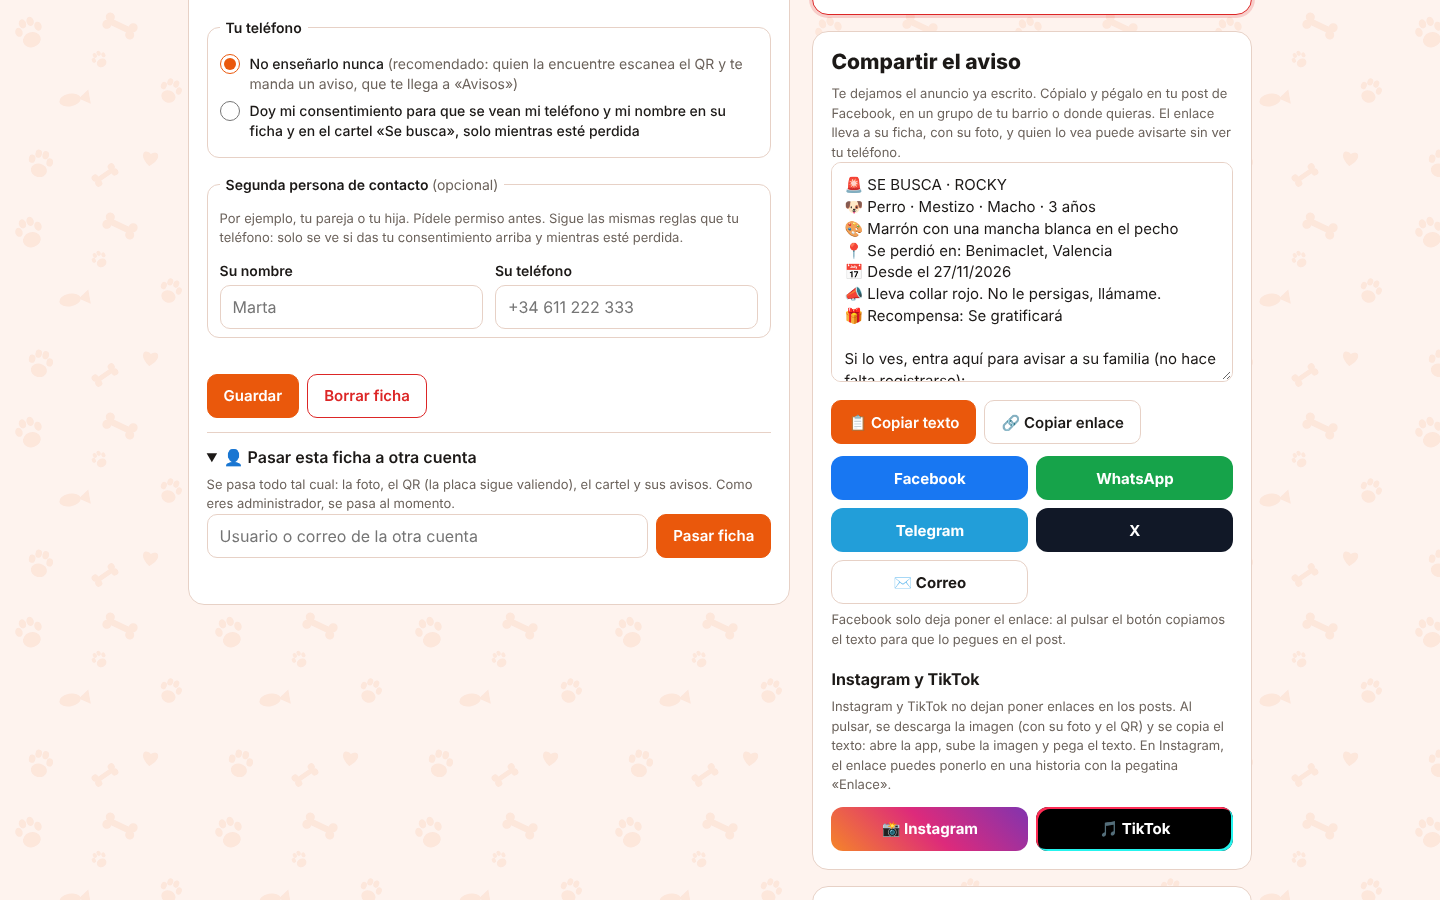 Tu teléfono
No enseñarlo nunca (recomendado: quien la encuentre escanea el QR y te
manda un aviso, que te llega a «Avisos»)
Doy mi consentimiento para que se vean mi teléfono y mi nombre en su
ficha y en el cartel «Se busca», solo mientras esté perdida
Segunda persona de contacto (opcional)
Por ejemplo, tu pareja o tu hija. Pídele permiso antes. Sigue las mismas reglas que tu
teléfono: solo se ve si das tu consentimiento arriba y mientras esté perdida.
Su nombre
Su teléfono
Marta
+34 611 222 333
Guardar
Borrar ficha
▼ 👤 Pasar esta ficha a otra cuenta
Se pasa todo tal cual: la foto, el QR (la placa sigue valiendo), el cartel y sus avisos. Como
eres administrador, se pasa al momento.
Usuario o correo de la otra cuenta
Pasar ficha
Compartir el aviso
Te dejamos el anuncio ya escrito. Cópialo y pégalo en tu post de
Facebook, en un grupo de tu barrio o donde quieras. El enlace
lleva a su ficha, con su foto, y quien lo vea puede avisarte sin ver
tu teléfono.
🚨 SE BUSCA · ROCKY
🐶 Perro · Mestizo · Macho · 3 años
🎨 Marrón con una mancha blanca en el pecho
📍 Se perdió en: Benimaclet, Valencia
📅 Desde el 27/11/2026
📣 Lleva collar rojo. No le persigas, llámame.
🎁 Recompensa: Se gratificará
Si lo ves, entra aquí para avisar a su familia (no hace
falta registrarse):
📋 Copiar texto
🔗 Copiar enlace
Facebook
WhatsApp
Telegram
X
✉️ Correo
Facebook solo deja poner el enlace: al pulsar el botón copiamos
el texto para que lo pegues en el post.
Instagram y TikTok
Instagram y TikTok no dejan poner enlaces en los posts. Al
pulsar, se descarga la imagen (con su foto y el QR) y se copia el
texto: abre la app, sube la imagen y pega el texto. En Instagram,
el enlace puedes ponerlo en una historia con la pegatina
«Enlace».
📸 Instagram
🎵 TikTok